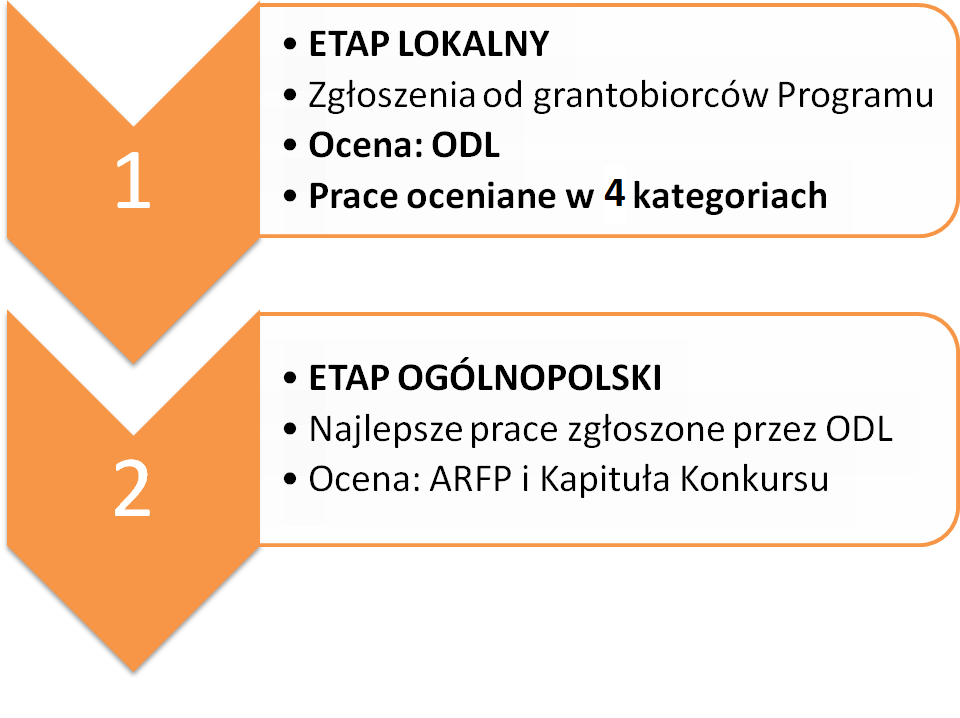 1
• ETAP LOKALNY
• Zgłoszenia od grantobiorców Programu
• Ocena: ODL
• Prace oceniane w 4 kategoriach
2
• ETAP OGÓLNOPOLSKI
• Najlepsze prace zgłoszone przez ODL
• Ocena: ARFP i Kapituła Konkursu